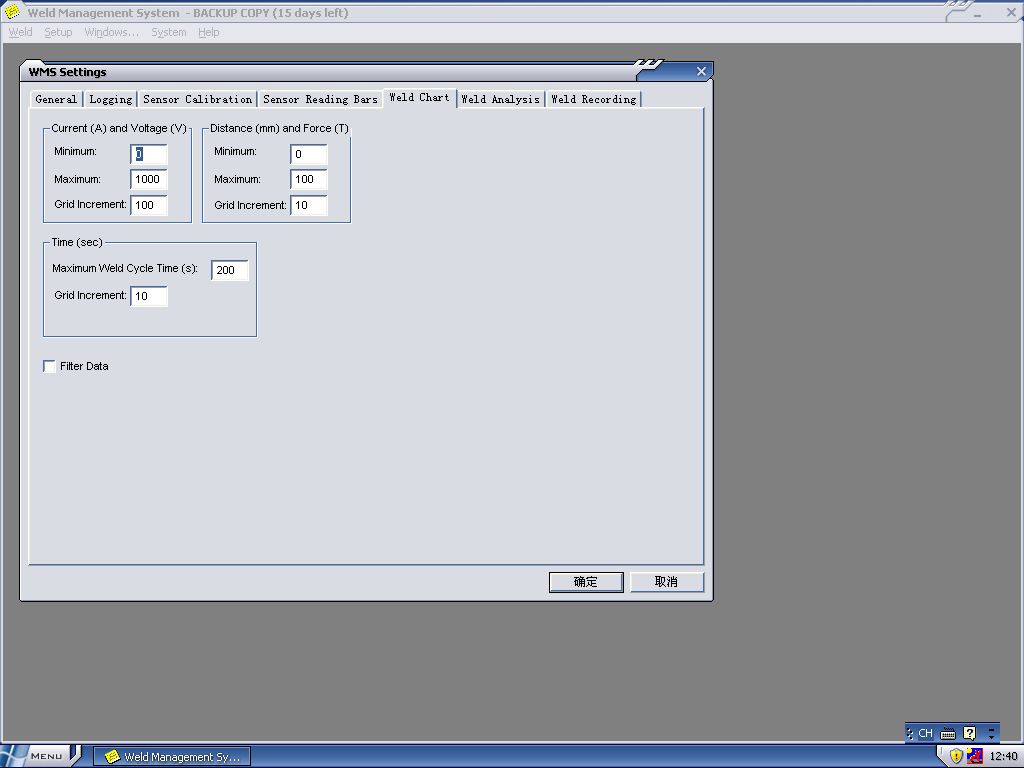 Weld Management System - BACKUP COPY (15 days left)
Weld Setup Windows... System Help
WMS Settings
General Logging Sensor Calibration Sensor Reading Bars Weld Chart Weld Analysis Weld Recording
Current (A) and Voltage (V) Distance (mm) and Force (T)
Minimum: 0 Minimum: 0
Maximum: 1000 Maximum: 100
Grid Increment: 100 Grid Increment: 10
Time (sec)
Maximum Weld Cycle Time (s): 200
Grid Increment: 10
Filter Data
确定 取消
CH
MENU Weld Management Sy... 12:40